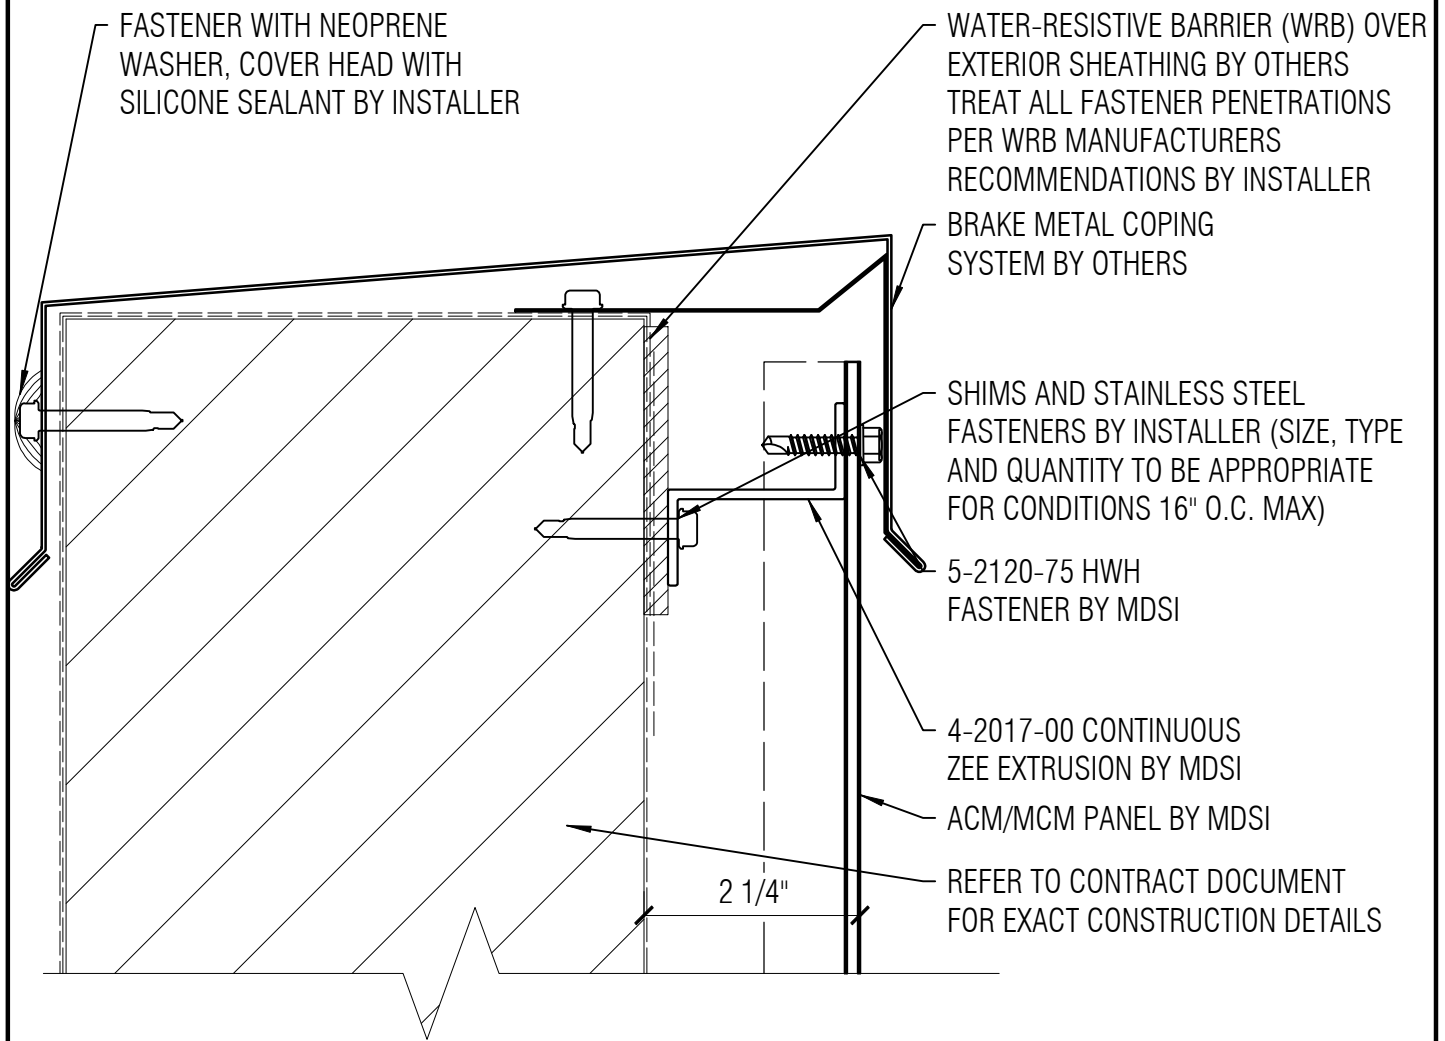 FASTENER WITH NEOPRENE
WASHER, COVER HEAD WITH
SILICONE SEALANT BY INSTALLER
WATER-RESISTIVE BARRIER (WRB) OVER
EXTERIOR SHEATHING BY OTHERS
TREAT ALL FASTENER PENETRATIONS
PER WRB MANUFACTURERS
RECOMMENDATIONS BY INSTALLER
BRAKE METAL COPING
SYSTEM BY OTHERS
SHIMS AND STAINLESS STEEL
FASTENERS BY INSTALLER (SIZE, TYPE
AND QUANTITY TO BE APPROPRIATE
FOR CONDITIONS 16" O.C. MAX)
5-2120-75 HWH
FASTENER BY MDSI
4-2017-00 CONTINUOUS
ZEE EXTRUSION BY MDSI
ACM/MCM PANEL BY MDSI
REFER TO CONTRACT DOCUMENT
FOR EXACT CONSTRUCTION DETAILS
2 1/4"